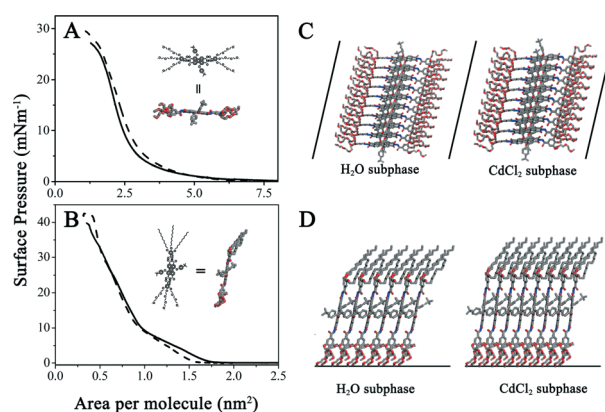 A
30
20
10
0
0.0
2.5
5.0
7.5
B
40
30
20
10
0
0.0
0.5
1.0
1.5
2.0
2.5
Surface Pressure (mNm⁻¹)
Area per molecule (nm²)
C
H₂O subphase
CdCl₂ subphase
D
H₂O subphase
CdCl₂ subphase